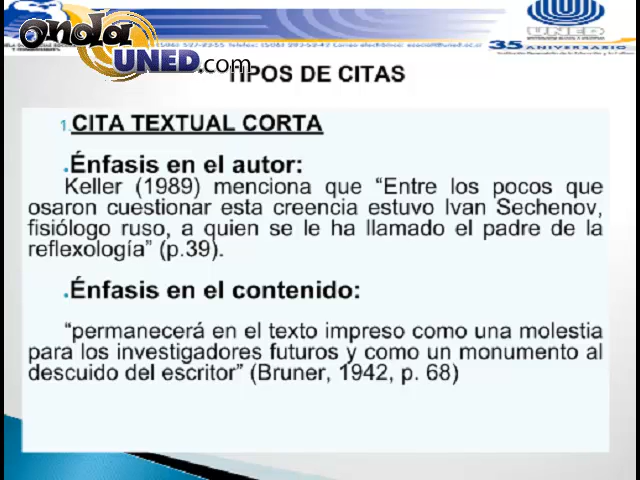 onda
UNED.com
UNED
35 ANIVERSARIO
TIPOS DE CITAS
1.CITA TEXTUAL CORTA
•Énfasis en el autor:
Keller (1989) menciona que “Entre los pocos que
osaron cuestionar esta creencia estuvo Ivan Sechenov,
fisiólogo ruso, a quien se le ha llamado el padre de la
reflexología” (p.39).
•Énfasis en el contenido:
“permanecerá en el texto impreso como una molestia
para los investigadores futuros y como un monumento al
descuido del escritor” (Bruner, 1942, p. 68)